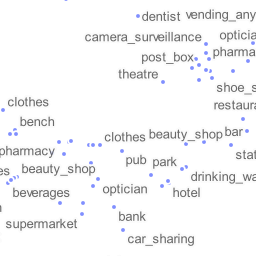 dentist vending_any
camera_surveillance opticia
post_box pharma
theatre
shoe_s
clothes restaura
bench
clothes beauty_shop bar
pharmacy pub park stat
es beauty_shop drinking_wa
beverages optician hotel
supermarket bank
car_sharing